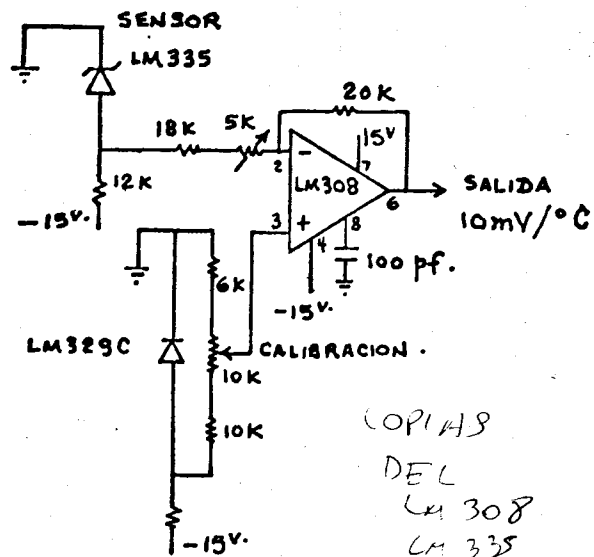 SENSOR
LM335
20K
18K
5K
15V
2
-
7
LM308
6
SALIDA
10mV/°C
12K
-15V.
3
+
4
8
100 pf.
-15V.
6K
LM329C
CALIBRACION.
10K
10K
-15V.
COPIAS
DEL
LM 308
LM 335